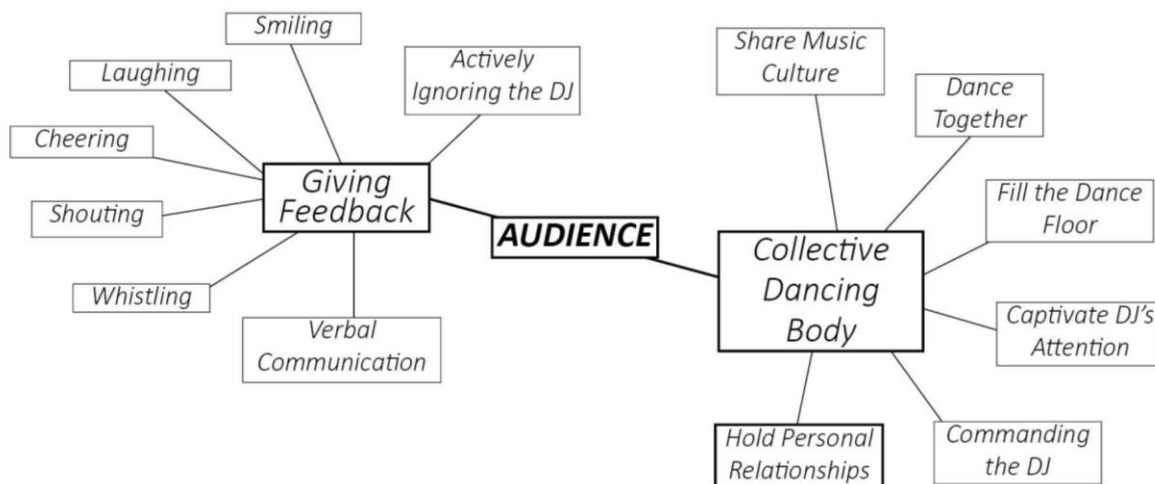 Smiling
Laughing
Actively
Ignoring the DJ
Cheering
Giving
Feedback
Shouting
Whistling
Verbal
Communication
AUDIENCE
Share Music
Culture
Dance
Together
Fill the Dance
Floor
Collective
Dancing
Body
Captivate DJ’s
Attention
Hold Personal
Relationships
Commanding
the DJ